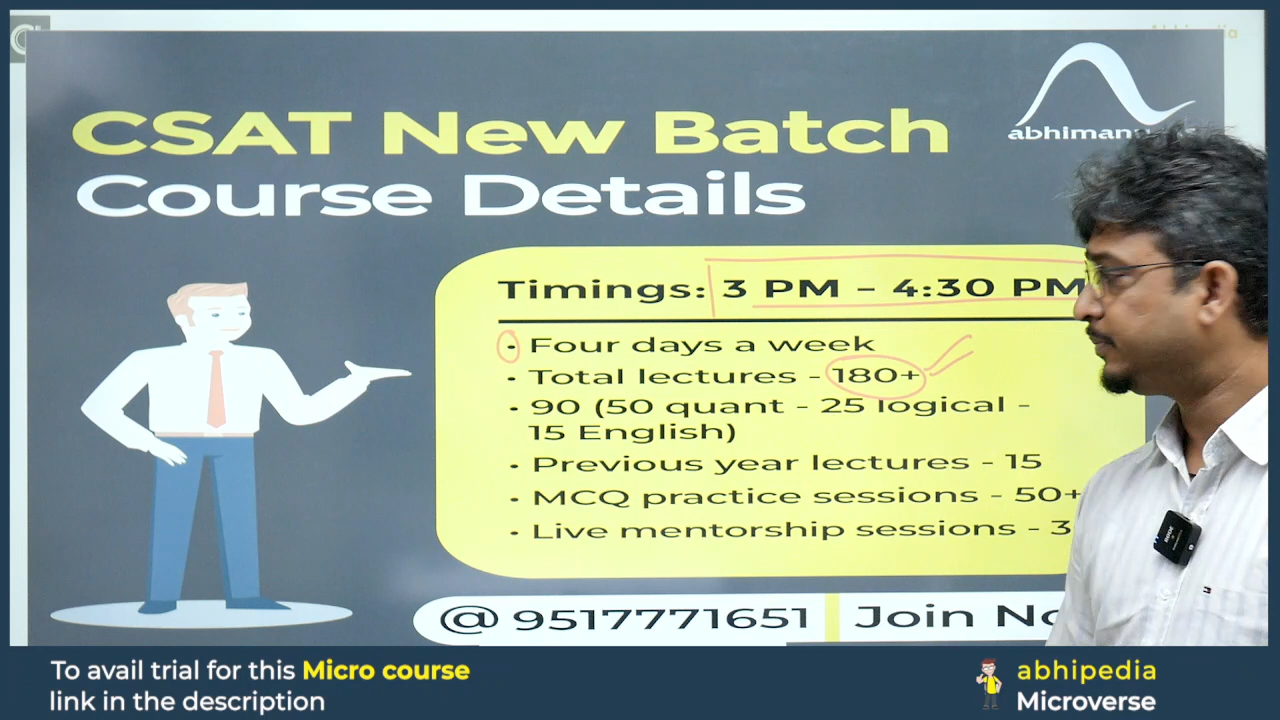 CSAT New Batch
Course Details
Timings: 3 PM – 4:30 PM
• Four days a week
• Total lectures - 180+
• 90 (50 quant - 25 logical -
15 English)
• Previous year lectures - 15
• MCQ practice sessions - 50+
• Live mentorship sessions - 3
@ 9517771651 Join
To avail trial for this Micro course
link in the description
abhipedia
Microverse